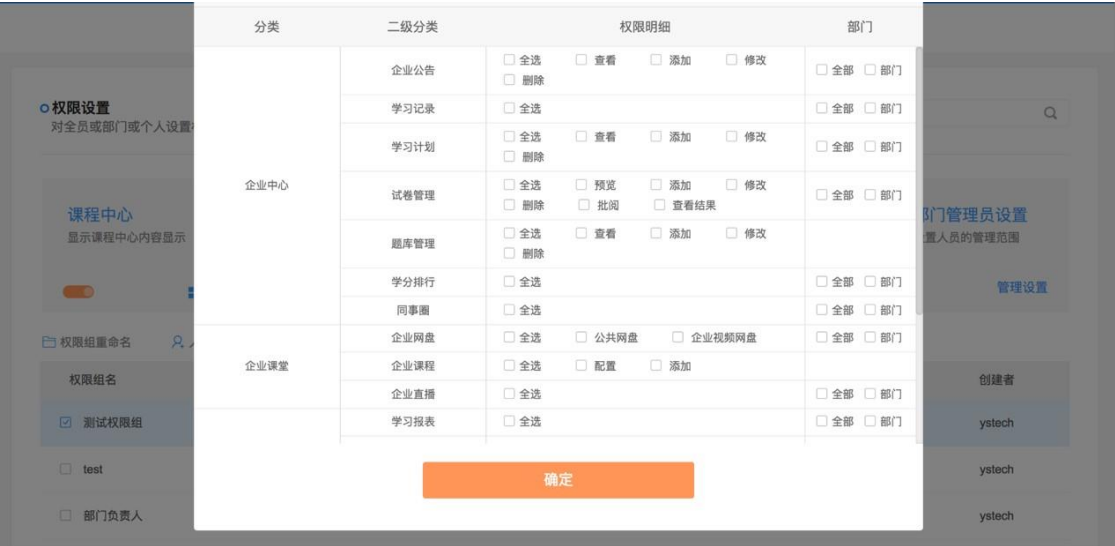 分类 二级分类 权限明细 部门
企业中心
企业公告 全选 查看 添加 修改 全部 部门
删除
学习记录 全选 全部 部门
学习计划 全选 查看 添加 修改 全部 部门
删除
试卷管理 全选 预览 添加 修改 全部 部门
删除 批阅 查看结果
题库管理 全选 查看 添加 修改
删除
学分排行 全选 全部 部门
同事圈 全选 全部 部门
企业课堂
企业网盘 全选 公共网盘 企业视频网盘 全部 部门
企业课程 全选 配置 添加
企业直播 全选 全部 部门
学习报表 全选 全部 部门
确定
权限设置
对全员或部门或个人设置
课程中心
显示课程中心内容显示
部门管理员设置
置人员的管理范围
管理设置
权限组重命名
权限组名 创建者
测试权限组 ystech
test ystech
部门负责人 ystech